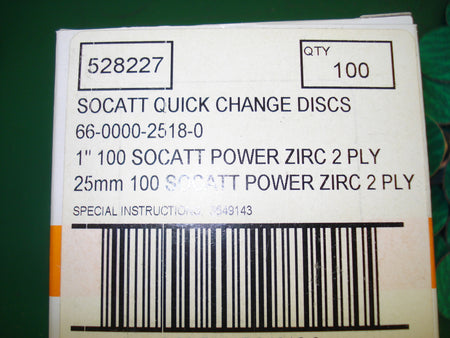 528227
QTY
100
SOCATT QUICK CHANGE DISCS
66-0000-2518-0
1" 100 SOCATT POWER ZIRC 2 PLY
25mm 100 SOCATT POWER ZIRC 2 PLY
SPECIAL INSTRUCTIONS: